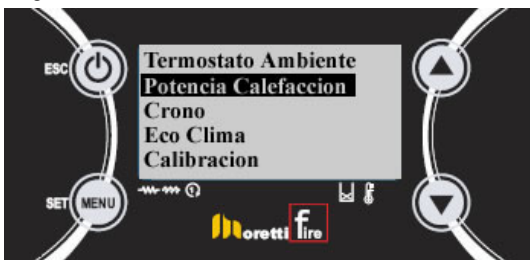 ESC
Termostato Ambiente
Potencia Calefaccion
Crono
Eco Clima
Calibracion
SET MENU
Moretti fire